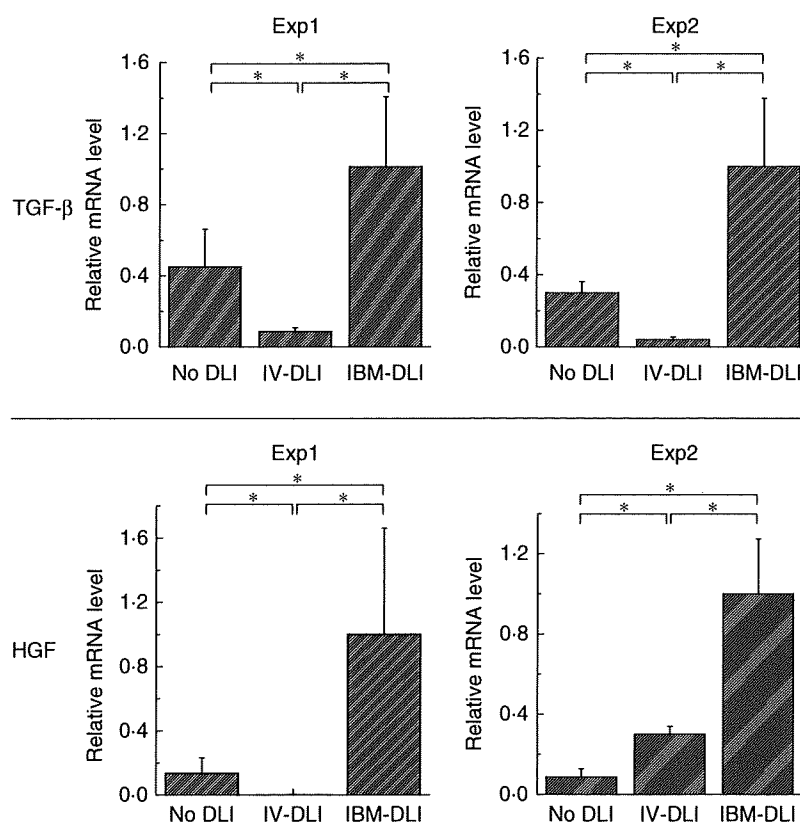 Exp1
Exp2
TGF-β
Relative mRNA level
1·6
1·2
0·8
0·4
0·0
* * *
No DLI IV-DLI IBM-DLI
Relative mRNA level
1·6
1·2
0·8
0·4
0·0
* * *
No DLI IV-DLI IBM-DLI
Exp1
Exp2
HGF
Relative mRNA level
1·6
1·2
0·8
0·4
0·0
* * *
No DLI IV-DLI IBM-DLI
Relative mRNA level
1·2
0·8
0·4
0·0
* * *
No DLI IV-DLI IBM-DLI